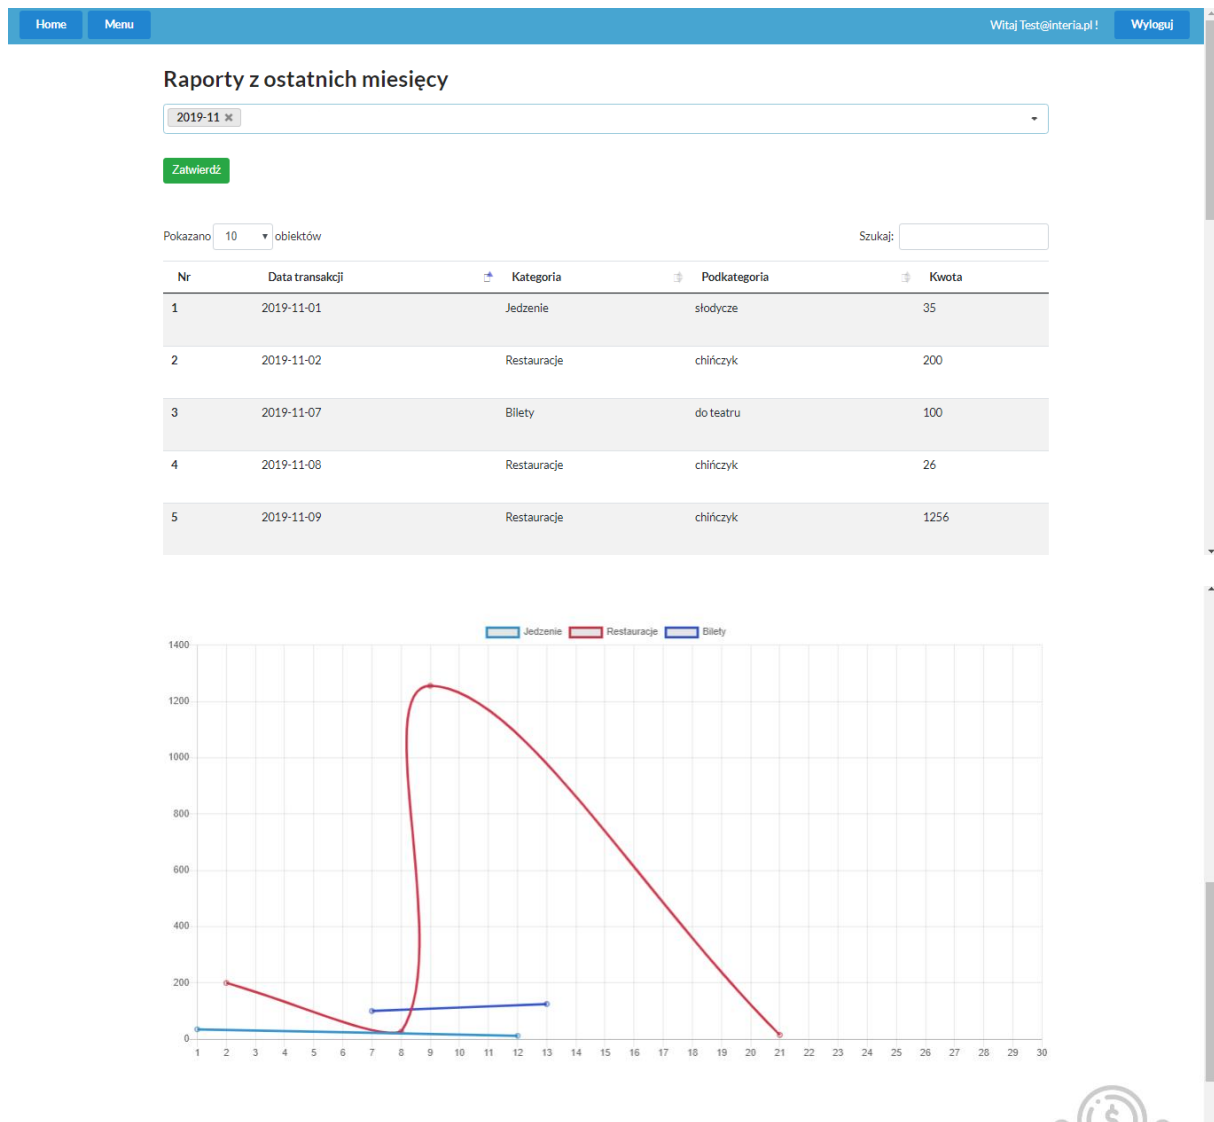 Home Menu Witaj Test@interia.pl ! Wyloguj
Raporty z ostatnich miesięcy
2019-11 ×
Zatwierdź
Pokazano 10 obiektów Szukaj:
Nr Data transakcji Kategoria Podkategoria Kwota
1 2019-11-01 Jedzenie słodycze 35
2 2019-11-02 Restauracje chińczyk 200
3 2019-11-07 Bilety do teatru 100
4 2019-11-08 Restauracje chińczyk 26
5 2019-11-09 Restauracje chińczyk 1256
Jedzenie Restauracje Bilety
1400
1200
1000
800
600
400
200
0
1 2 3 4 5 6 7 8 9 10 11 12 13 14 15 16 17 18 19 20 21 22 23 24 25 26 27 28 29 30
$